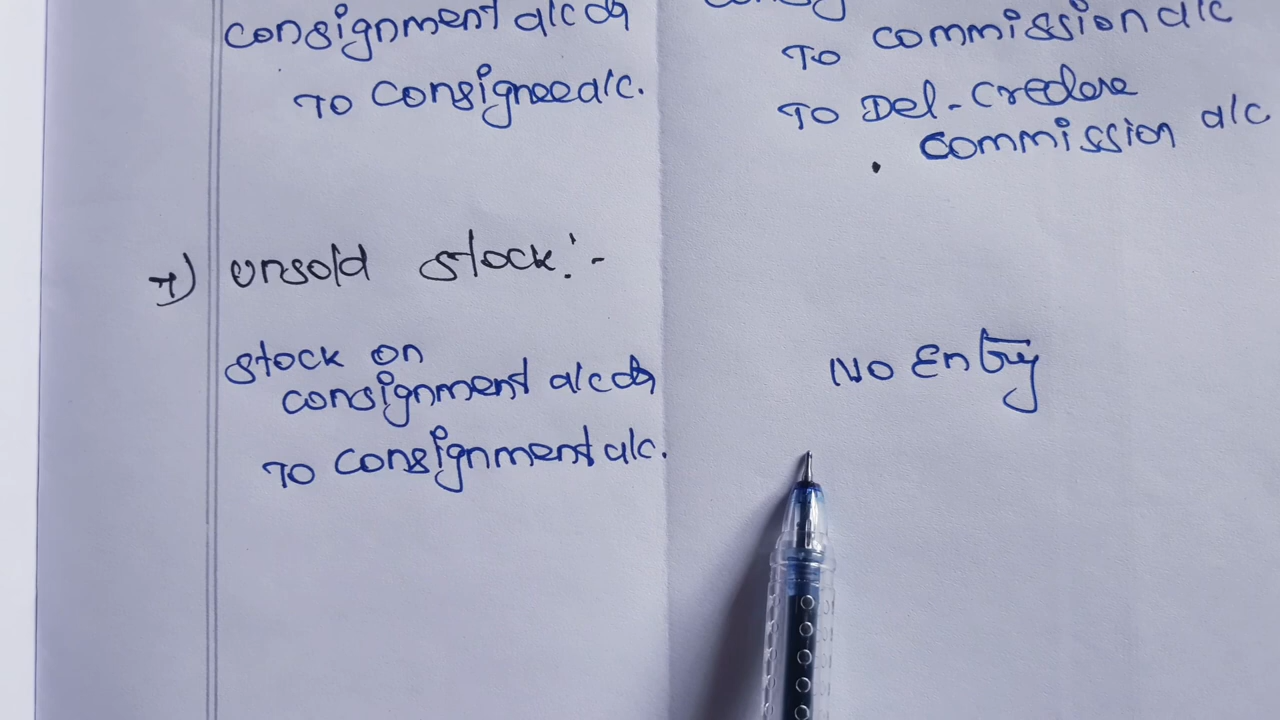 consignment a/c dr
To consignee a/c.
To commission a/c
To Del-Credere
commission a/c
7) unsold stock:-
stock on
consignment a/c dr
To consignment a/c.
No Entry